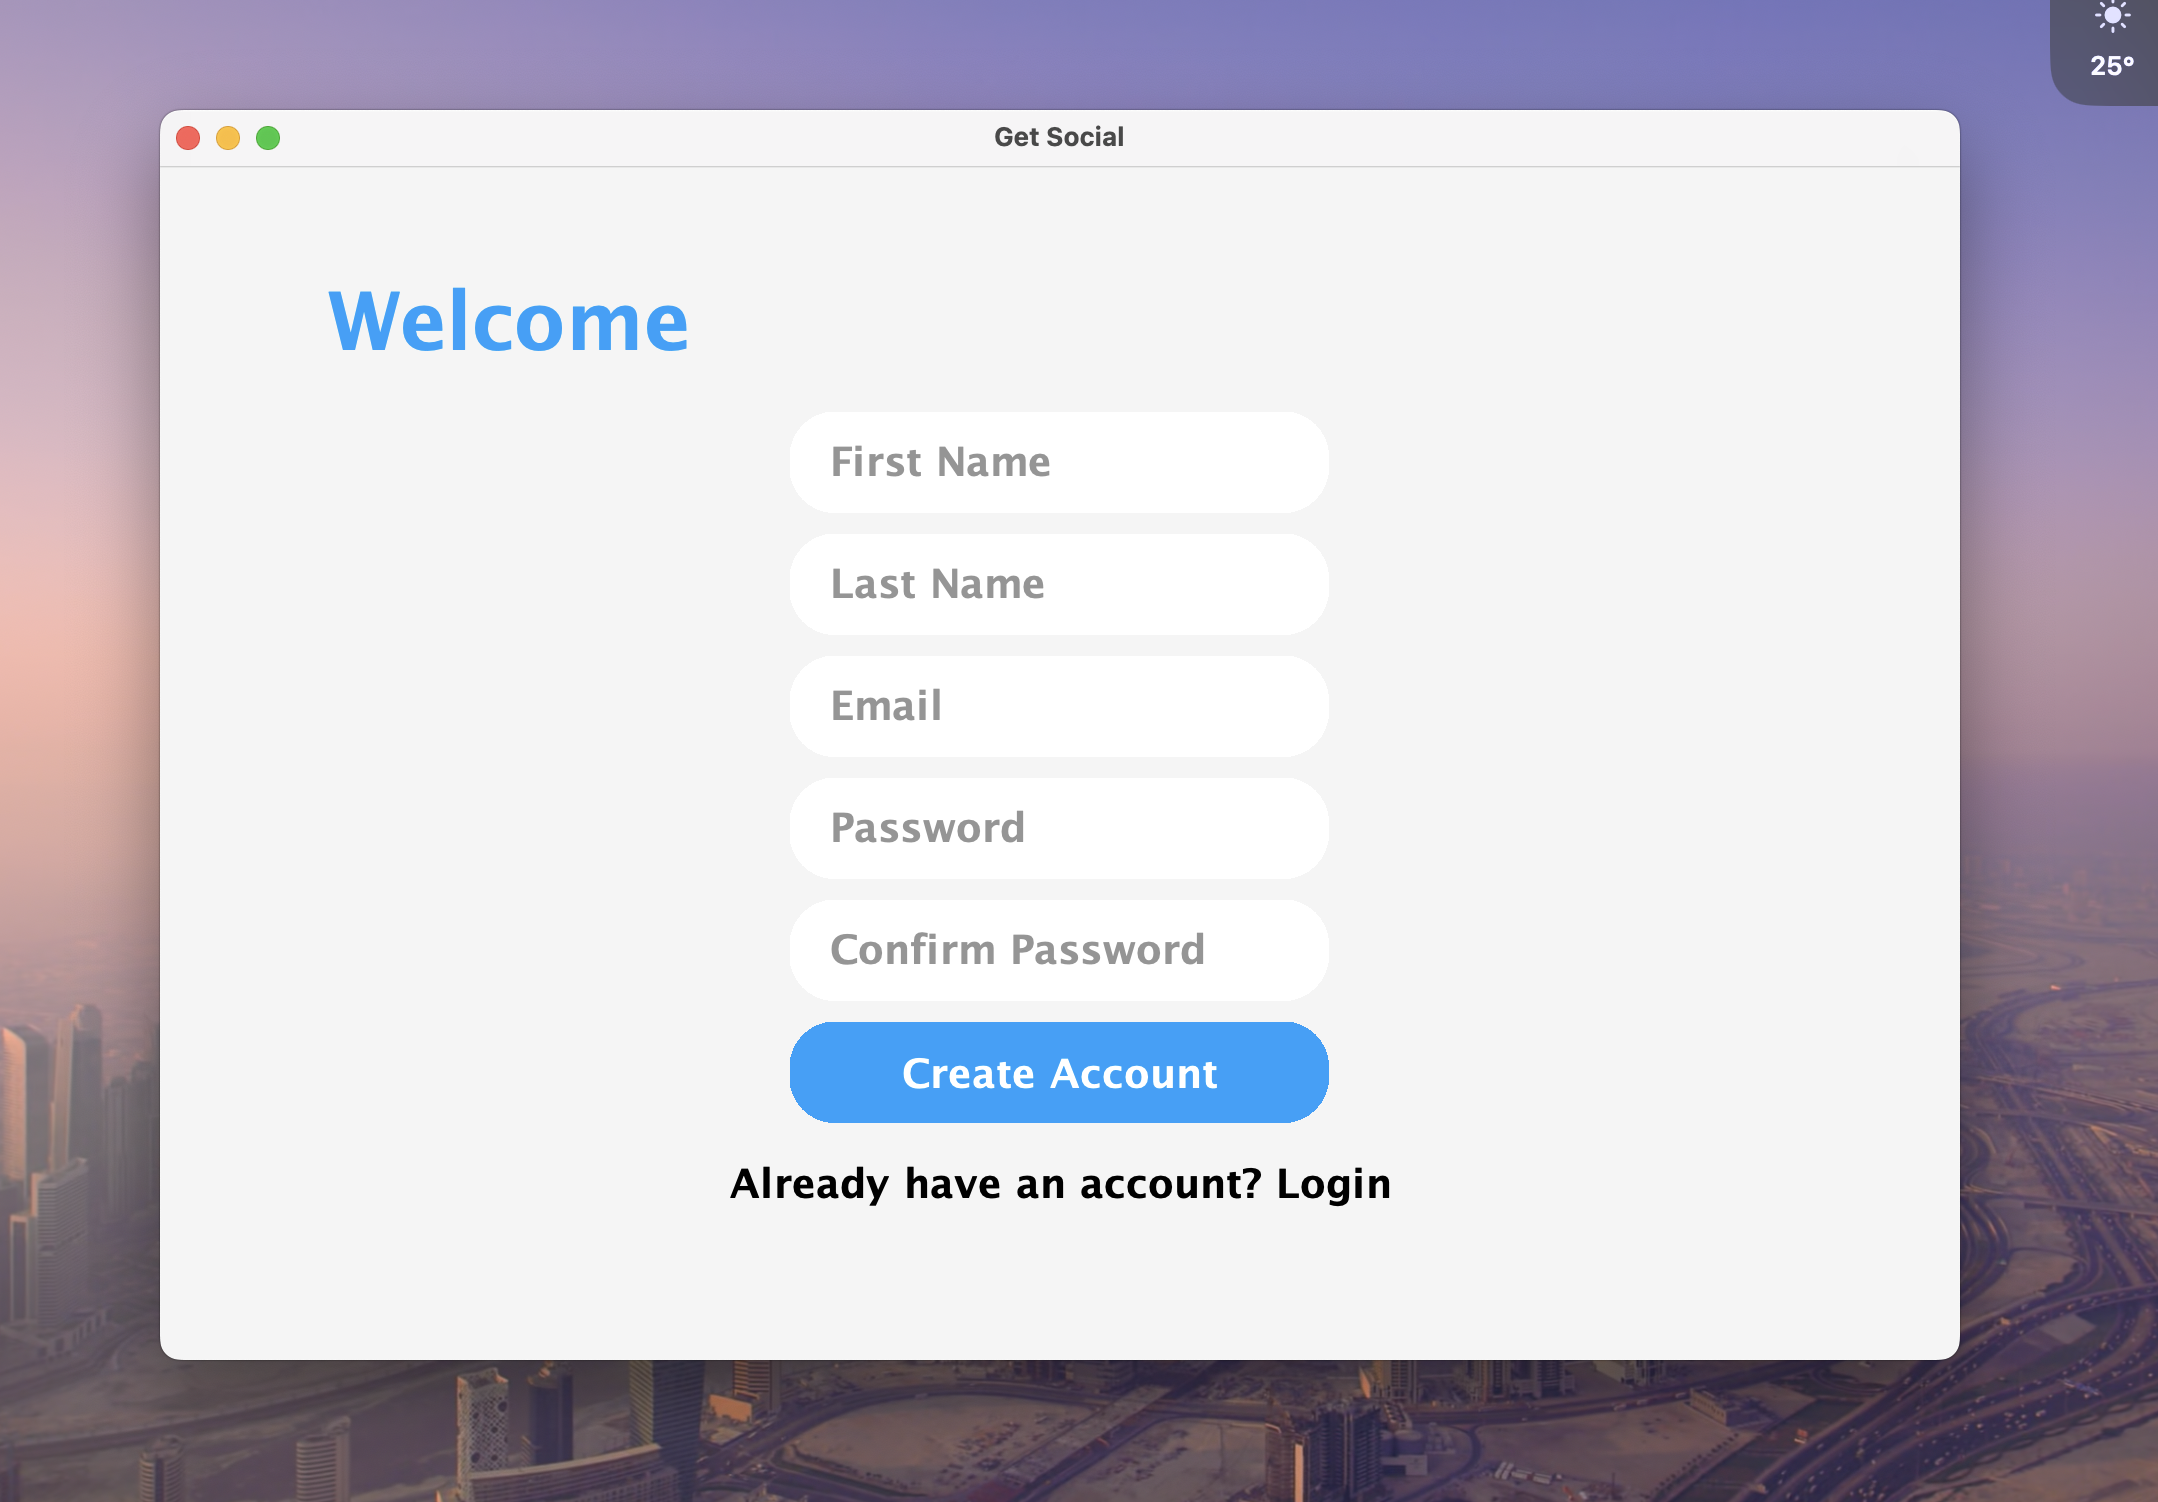 25°
Get Social
Welcome
First Name
Last Name
Email
Password
Confirm Password
Create Account
Already have an account? Login